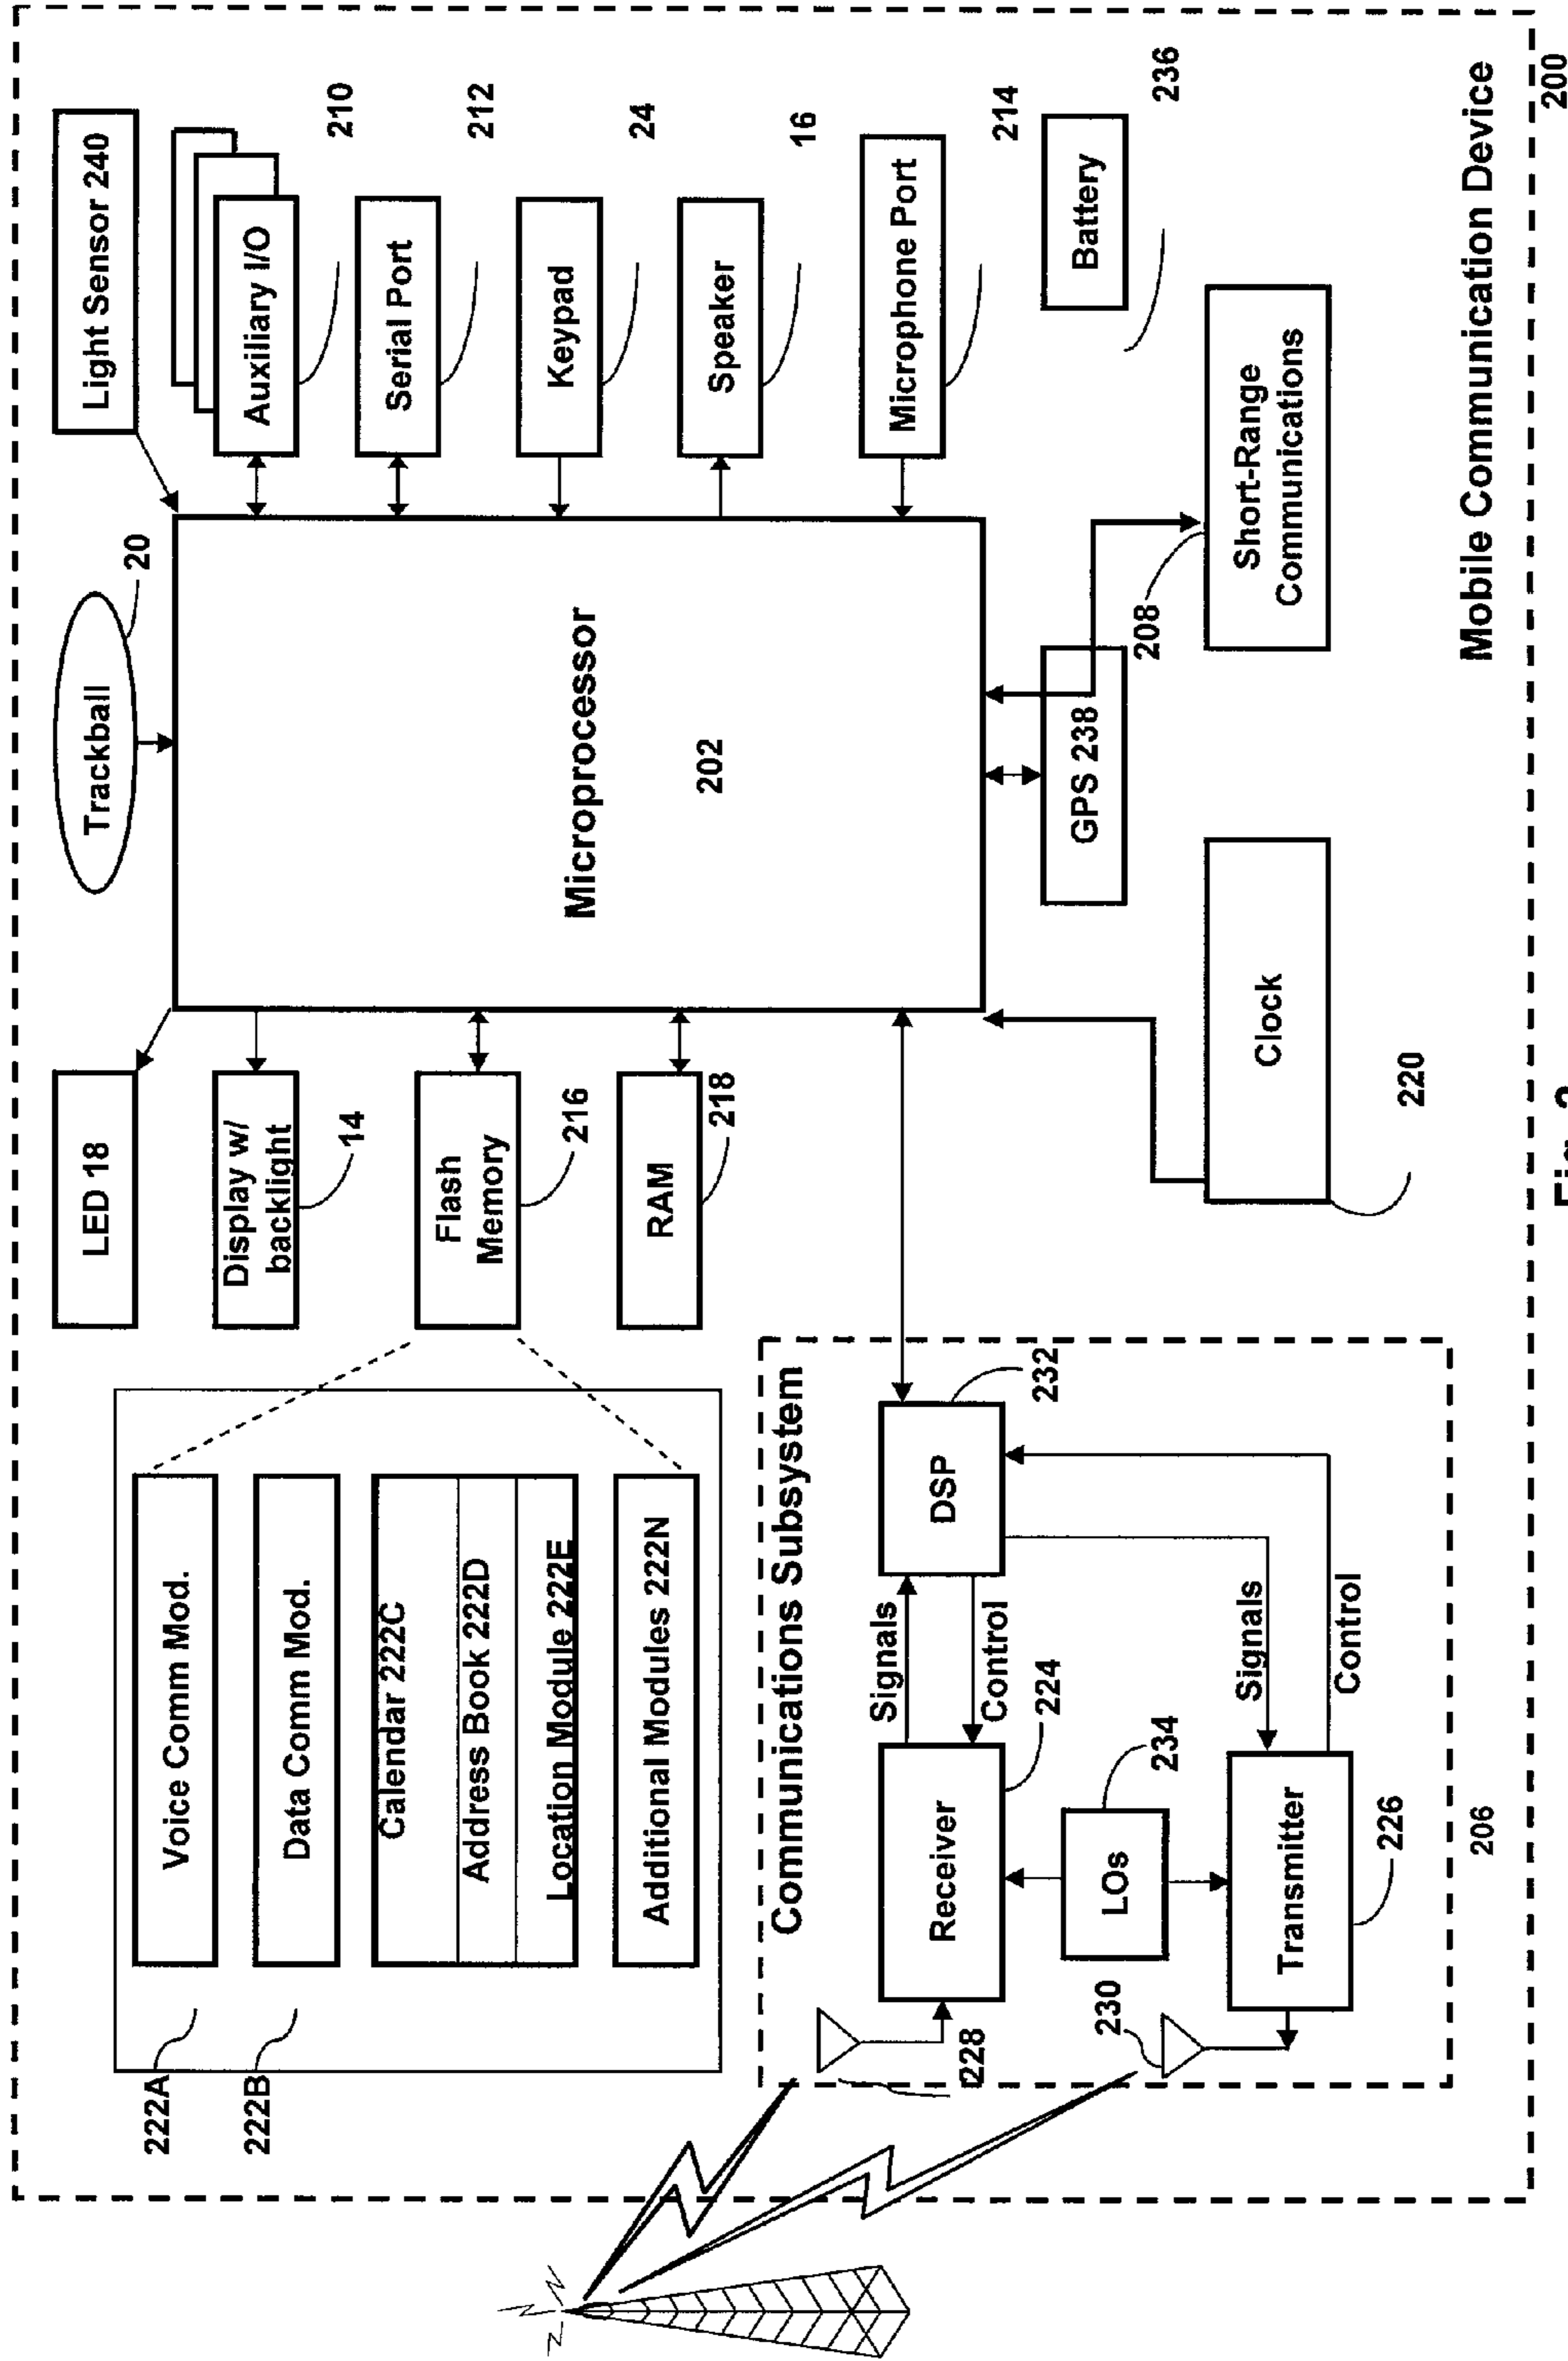 Trackball
20
LED 18
Light Sensor 240
Voice Comm Mod.
222A
Data Comm Mod.
222B
Calendar 222C
Address Book 222D
Location Module 222E
Additional Modules 222N
Display w/
backlight
14
Flash
Memory
216
RAM
218
Microprocessor
202
Auxiliary I/O
210
Serial Port
212
Keypad
24
Speaker
16
Microphone Port
214
Communications Subsystem
Signals
Control
Receiver
224
DSP
232
228
LOs
234
230
Signals
Control
Transmitter
226
206
GPS 238
208
Battery
236
Clock
220
Short-Range
Communications
Mobile Communication Device
200